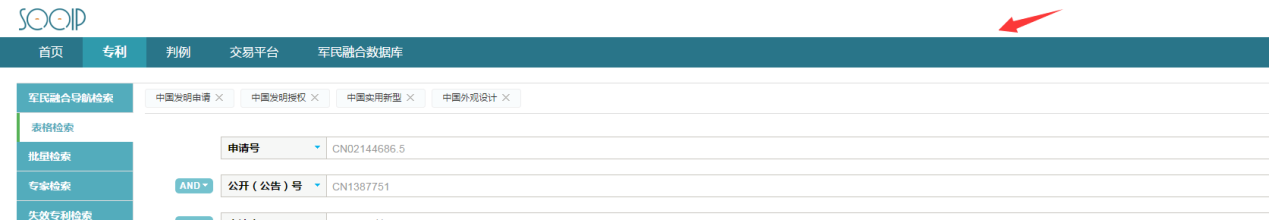 SOOIP
首页 专利 判例 交易平台 军民融合数据库
军民融合导航检索 中国发明申请 × 中国发明授权 × 中国实用新型 × 中国外观设计 ×
表格检索
申请号 CN02144686.5
批量检索
专家检索 AND 公开(公告)号 CN1387751
失效专利检索